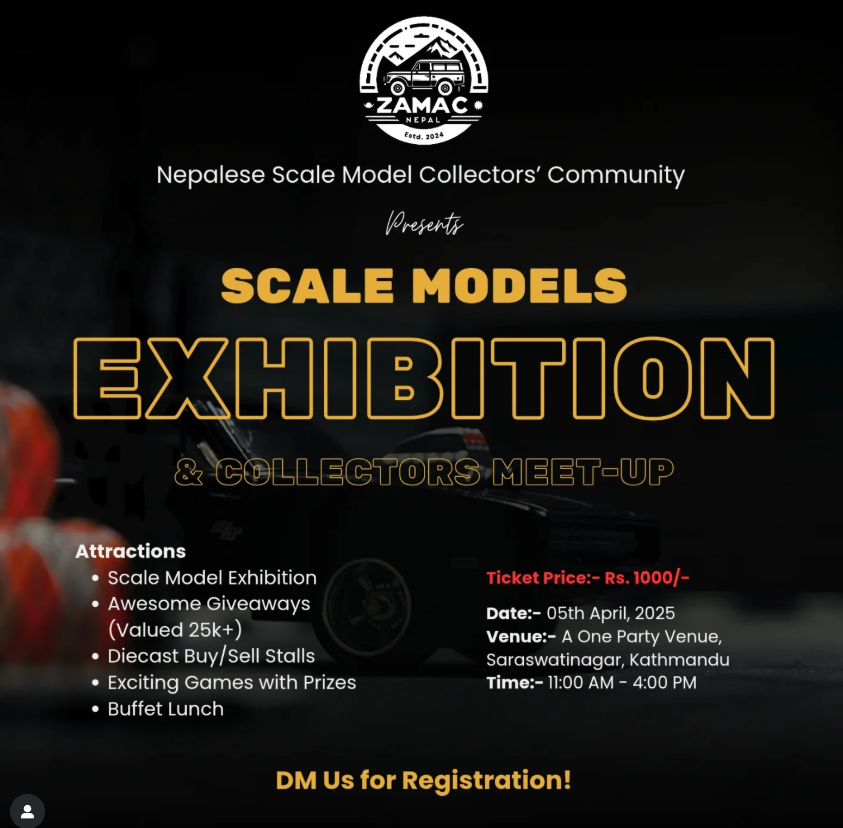 ZAMAC
NEPAL
Estd. 2024
Nepalese Scale Model Collectors’ Community
Presents
SCALE MODELS
EXHIBITION
& COLLECTORS MEET-UP
Attractions
• Scale Model Exhibition
• Awesome Giveaways
(Valued 25k+)
• Diecast Buy/Sell Stalls
• Exciting Games with Prizes
• Buffet Lunch
Ticket Price:- Rs. 1000/-
Date:- 05th April, 2025
Venue:- A One Party Venue,
Saraswatinagar, Kathmandu
Time:- 11:00 AM - 4:00 PM
DM Us for Registration!